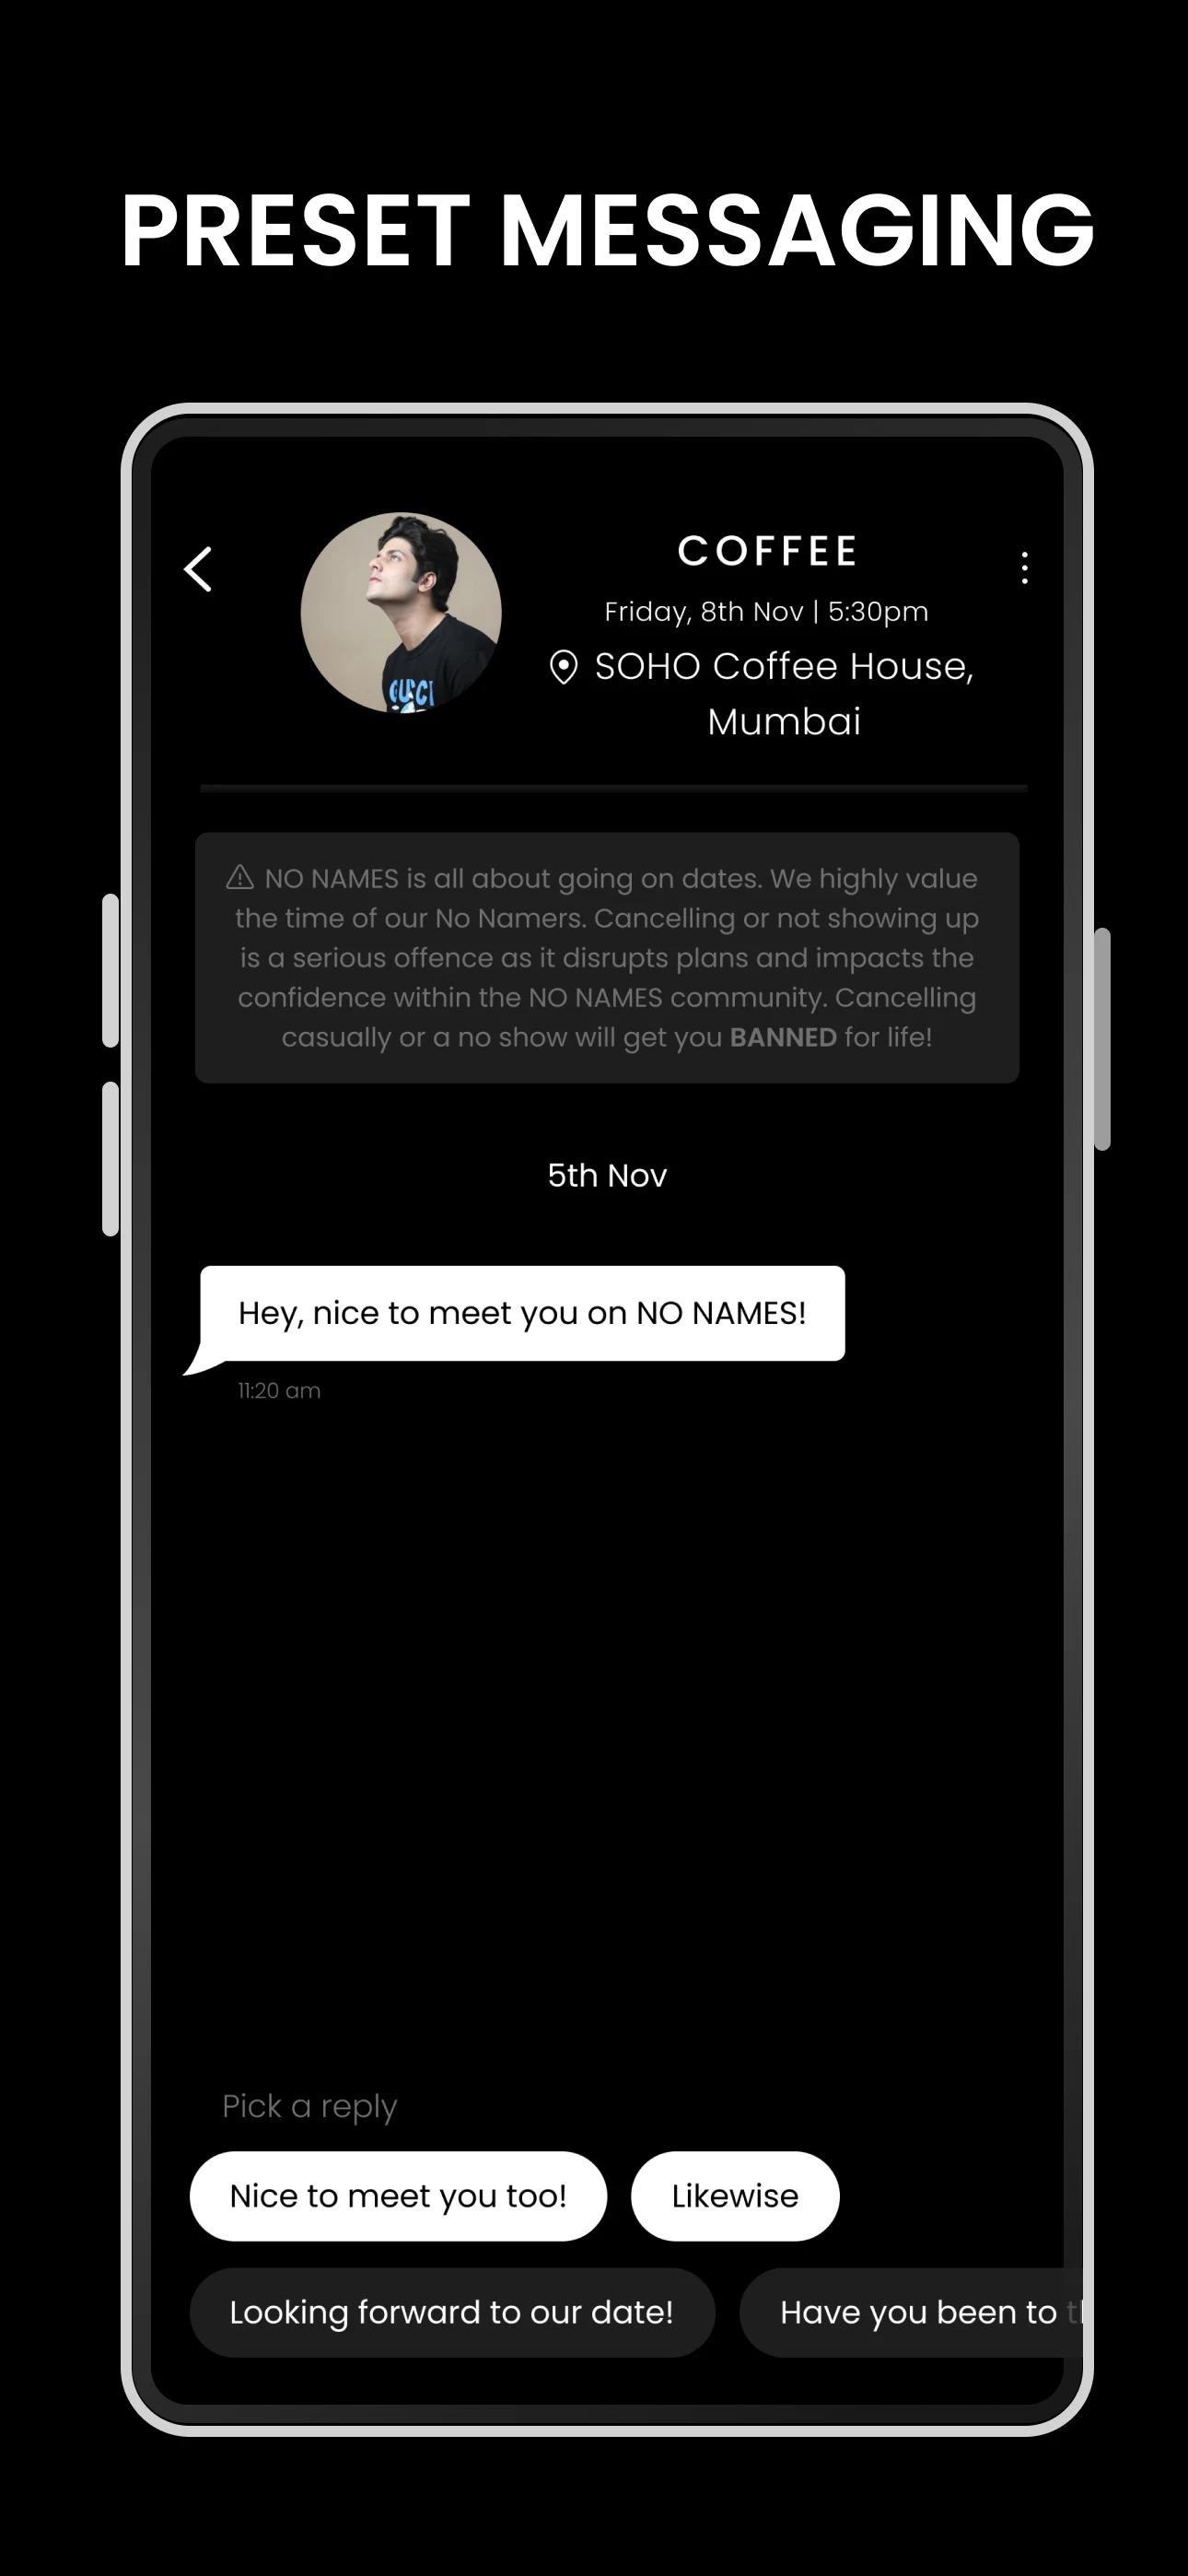 PRESET MESSAGING
COFFEE
Friday, 8th Nov | 5:30pm
SOHO Coffee House,
Mumbai
GUCCI
NO NAMES is all about going on dates. We highly value
the time of our No Namers. Cancelling or not showing up
is a serious offence as it disrupts plans and impacts the
confidence within the NO NAMES community. Cancelling
casually or a no show will get you BANNED for life!
5th Nov
Hey, nice to meet you on NO NAMES!
11:20 am
Pick a reply
Nice to meet you too!
Likewise
Looking forward to our date!
Have you been to